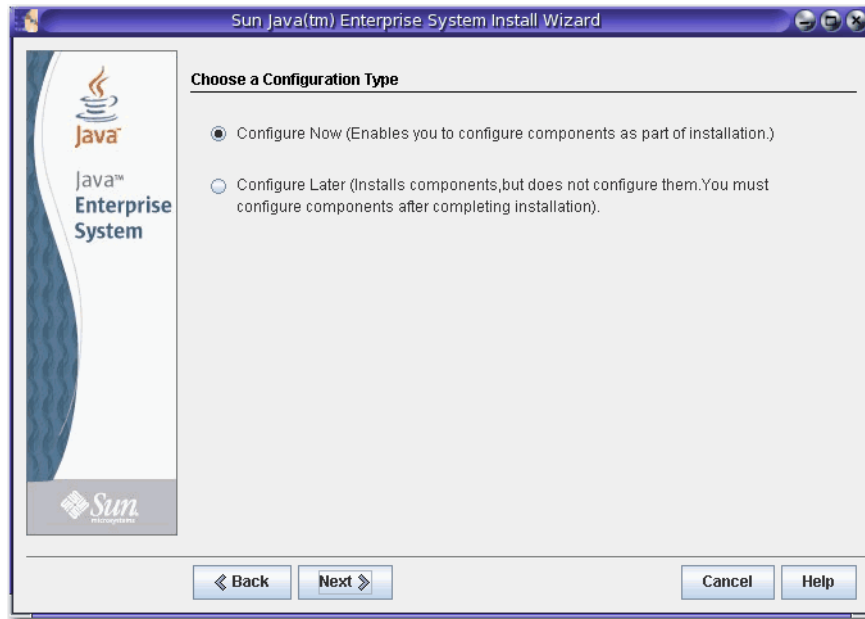 Sun Java(tm) Enterprise System Install Wizard
Java™
Java™
Enterprise
System
Sun
microsystems
Choose a Configuration Type
Configure Now (Enables you to configure components as part of installation.)
Configure Later (Installs components,but does not configure them.You must
configure components after completing installation).
Back
Next
Cancel
Help